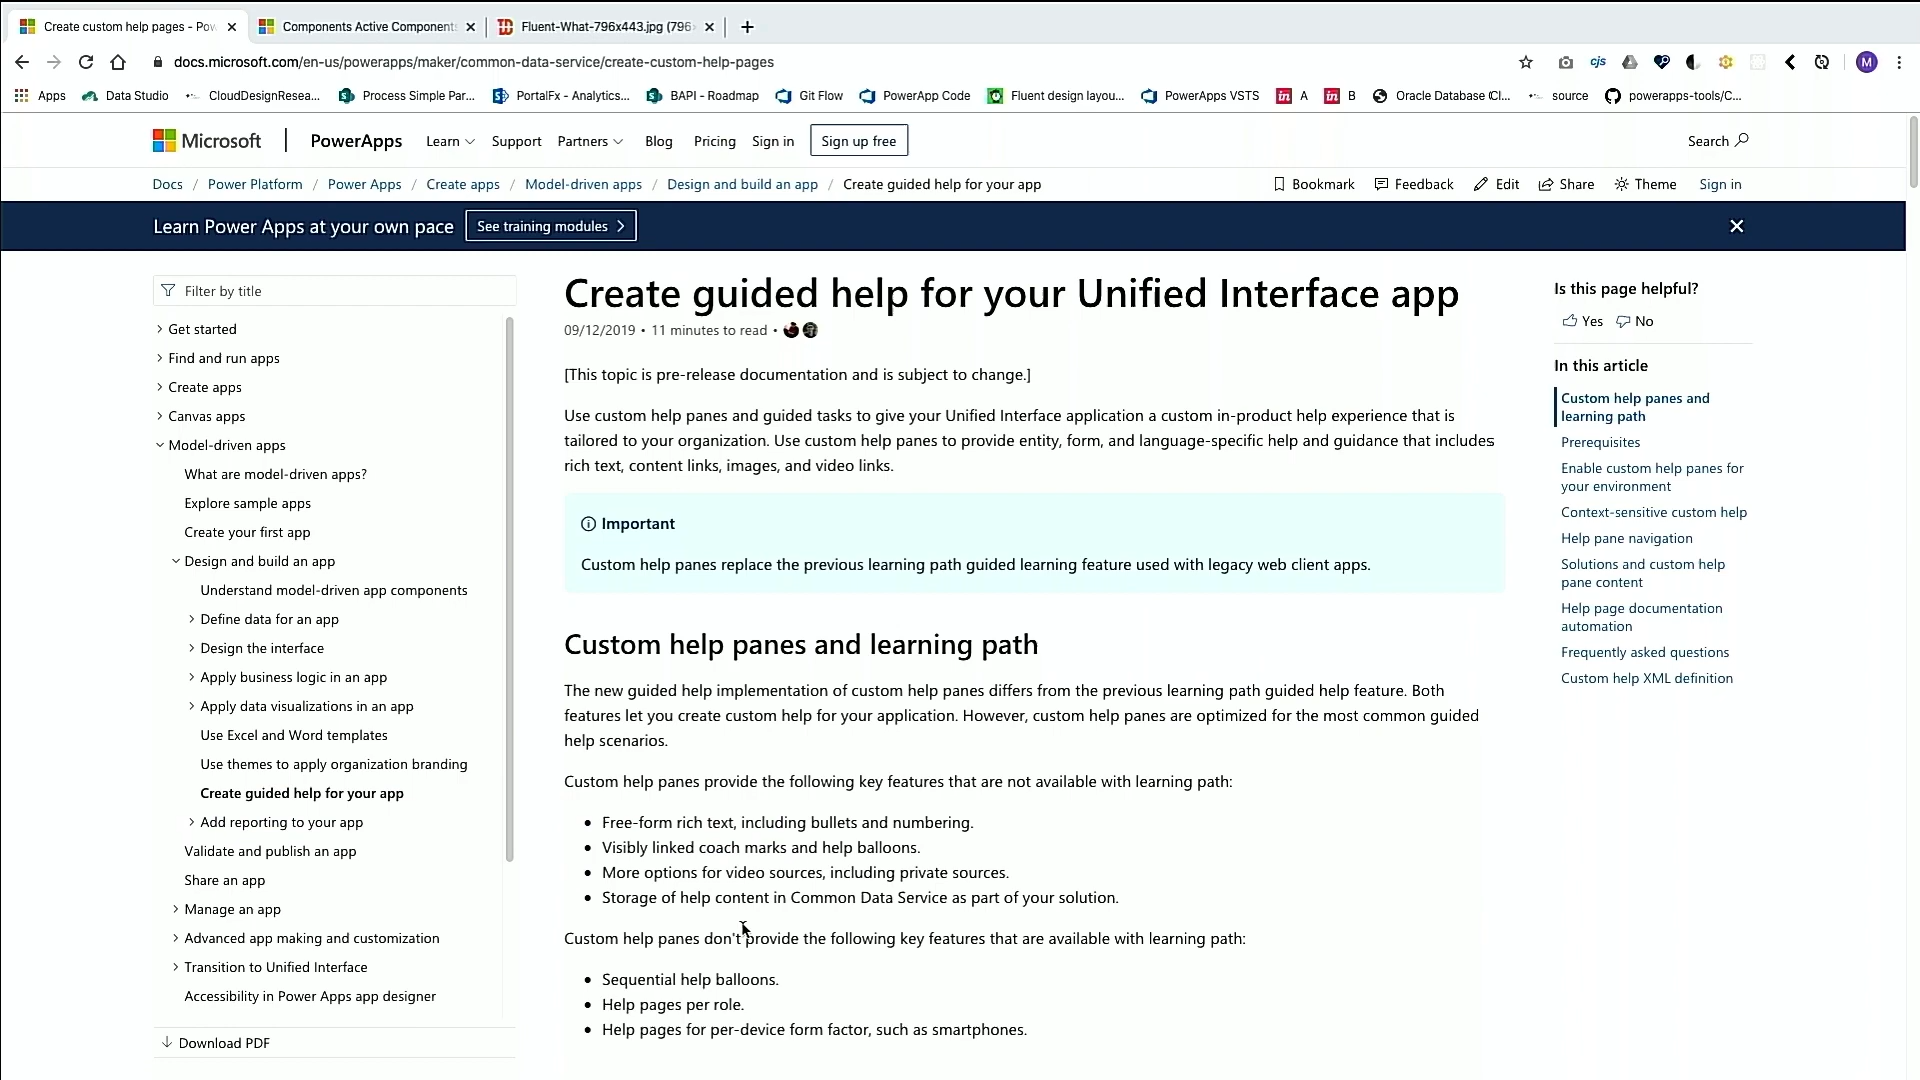 Create custom help pages - Pow
Components Active Components
Fluent-What-796x443.jpg (796
docs.microsoft.com/en-us/powerapps/maker/common-data-service/create-custom-help-pages
cjs
M
Apps
Data Studio
CloudDesignResea...
Process Simple Par...
PortalFx - Analytics...
BAPI - Roadmap
Git Flow
PowerApp Code
Fluent design layou...
PowerApps VSTS
in A
in B
Oracle Database (Cl...
source
powerapps-tools/C...
Microsoft
PowerApps
Learn
Support
Partners
Blog
Pricing
Sign in
Sign up free
Search
Docs / Power Platform / Power Apps / Create apps / Model-driven apps / Design and build an app / Create guided help for your app
Bookmark
Feedback
Edit
Share
Theme
Sign in
Learn Power Apps at your own pace
See training modules
Filter by title
Get started
Find and run apps
Create apps
Canvas apps
Model-driven apps
What are model-driven apps?
Explore sample apps
Create your first app
Design and build an app
Understand model-driven app components
Define data for an app
Design the interface
Apply business logic in an app
Apply data visualizations in an app
Use Excel and Word templates
Use themes to apply organization branding
Create guided help for your app
Add reporting to your app
Validate and publish an app
Share an app
Manage an app
Advanced app making and customization
Transition to Unified Interface
Accessibility in Power Apps app designer
Download PDF
Create guided help for your Unified Interface app
09/12/2019 • 11 minutes to read •
[This topic is pre-release documentation and is subject to change.]
Use custom help panes and guided tasks to give your Unified Interface application a custom in-product help experience that is
tailored to your organization. Use custom help panes to provide entity, form, and language-specific help and guidance that includes
rich text, content links, images, and video links.
Important
Custom help panes replace the previous learning path guided learning feature used with legacy web client apps.
Custom help panes and learning path
The new guided help implementation of custom help panes differs from the previous learning path guided help feature. Both
features let you create custom help for your application. However, custom help panes are optimized for the most common guided
help scenarios.
Custom help panes provide the following key features that are not available with learning path:
• Free-form rich text, including bullets and numbering.
• Visibly linked coach marks and help balloons.
• More options for video sources, including private sources.
• Storage of help content in Common Data Service as part of your solution.
Custom help panes don't provide the following key features that are available with learning path:
• Sequential help balloons.
• Help pages per role.
• Help pages for per-device form factor, such as smartphones.
Is this page helpful?
Yes
No
In this article
Custom help panes and
learning path
Prerequisites
Enable custom help panes for
your environment
Context-sensitive custom help
Help pane navigation
Solutions and custom help
pane content
Help page documentation
automation
Frequently asked questions
Custom help XML definition